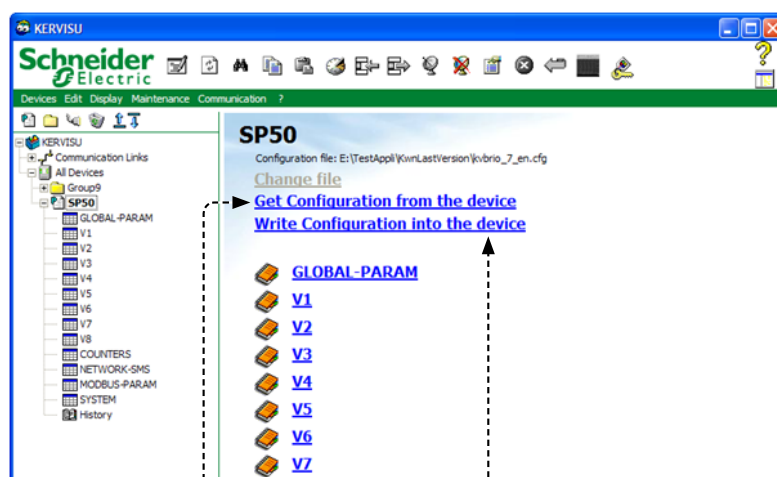 KERVISU
Schneider
Electric
Devices Edit Display Maintenance Communication ?
KERVISU
Communication Links
All Devices
Group9
SP50
GLOBAL-PARAM
V1
V2
V3
V4
V5
V6
V7
V8
COUNTERS
NETWORK-SMS
MODBUS-PARAM
SYSTEM
History
SP50
Configuration file: E:\TestAppli\KwnLastVersion\kvbrio_7_en.cfg
Change file
Get Configuration from the device
Write Configuration into the device
GLOBAL-PARAM
V1
V2
V3
V4
V5
V6
V7